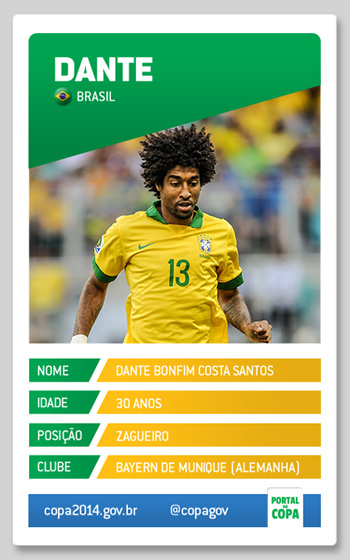 DANTE
BRASIL
13
NOME DANTE BONFIM COSTA SANTOS
IDADE 30 ANOS
POSIÇÃO ZAGUEIRO
CLUBE BAYERN DE MUNIQUE (ALEMANHA)
copa2014.gov.br @copagov
PORTAL
DA
COPA